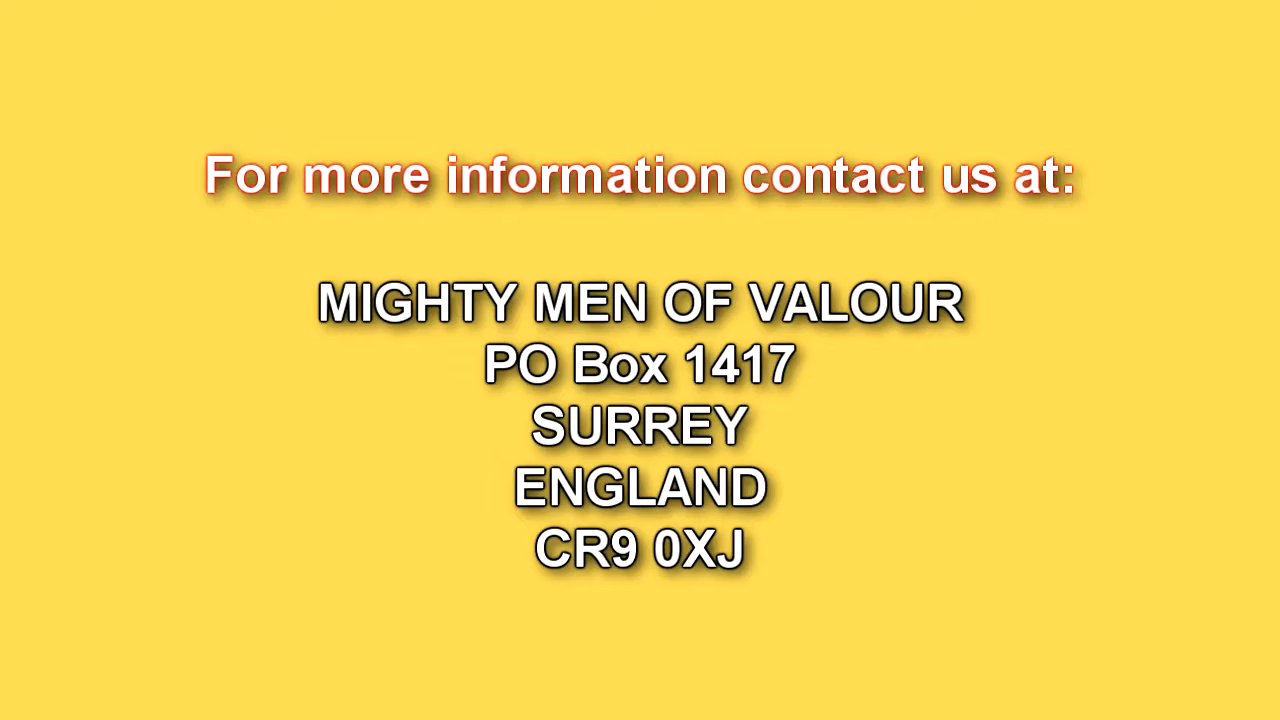 For more information contact us at:
MIGHTY MEN OF VALOUR
PO Box 1417
SURREY
ENGLAND
CR9 0XJ